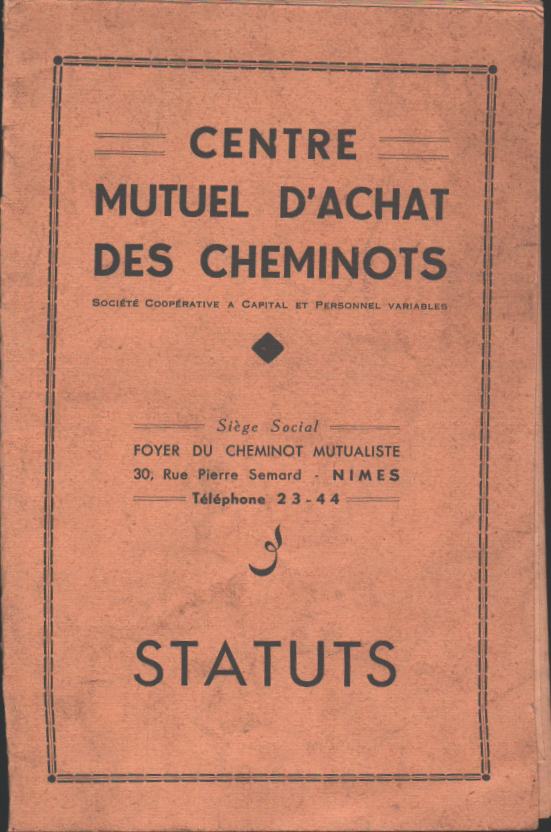 CENTRE
MUTUEL D'ACHAT
DES CHEMINOTS
SOCIÉTÉ COOPÉRATIVE A CAPITAL ET PERSONNEL VARIABLES
Siège Social
FOYER DU CHEMINOT MUTUALISTE
30, Rue Pierre Semard - NIMES
Téléphone 23-44
STATUTS